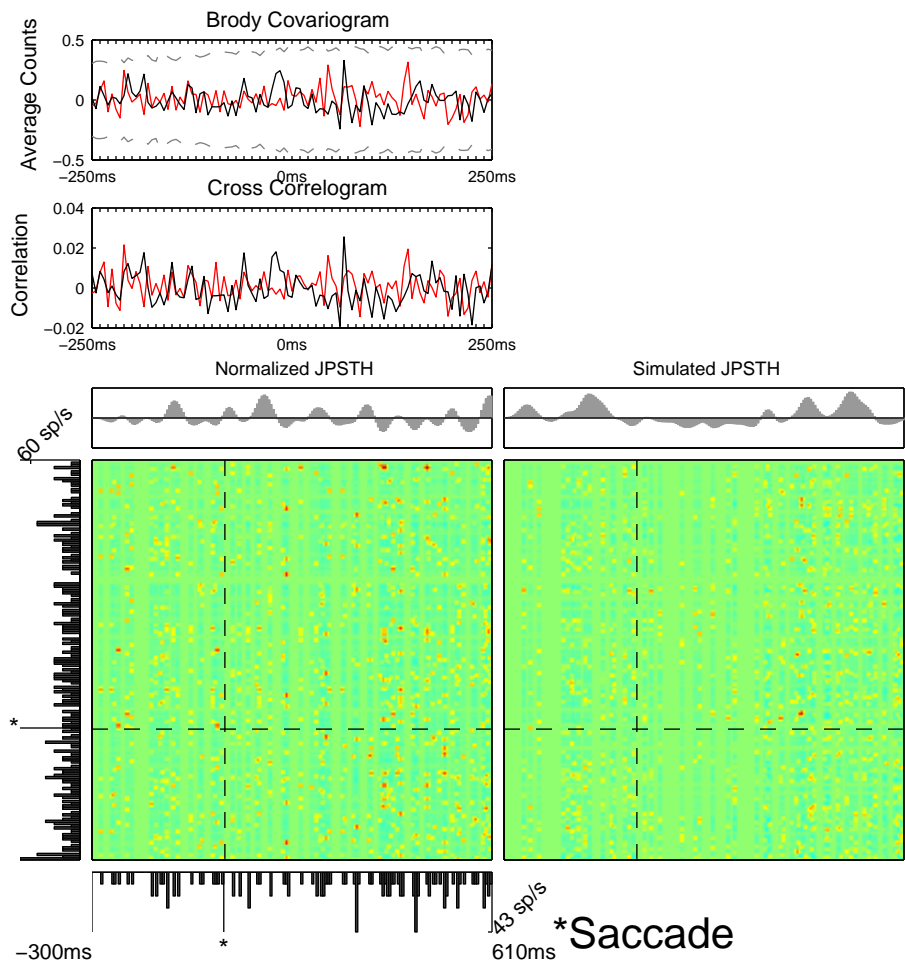 Brody Covariogram
Average Counts
0.5
0
−0.5
−250ms
0ms
250ms
Cross Correlogram
Correlation
0.04
0.02
0
−0.02
−250ms
0ms
250ms
Normalized JPSTH
Simulated JPSTH
60 sp/s
*
*
43 sp/s
*Saccade
−300ms
610ms